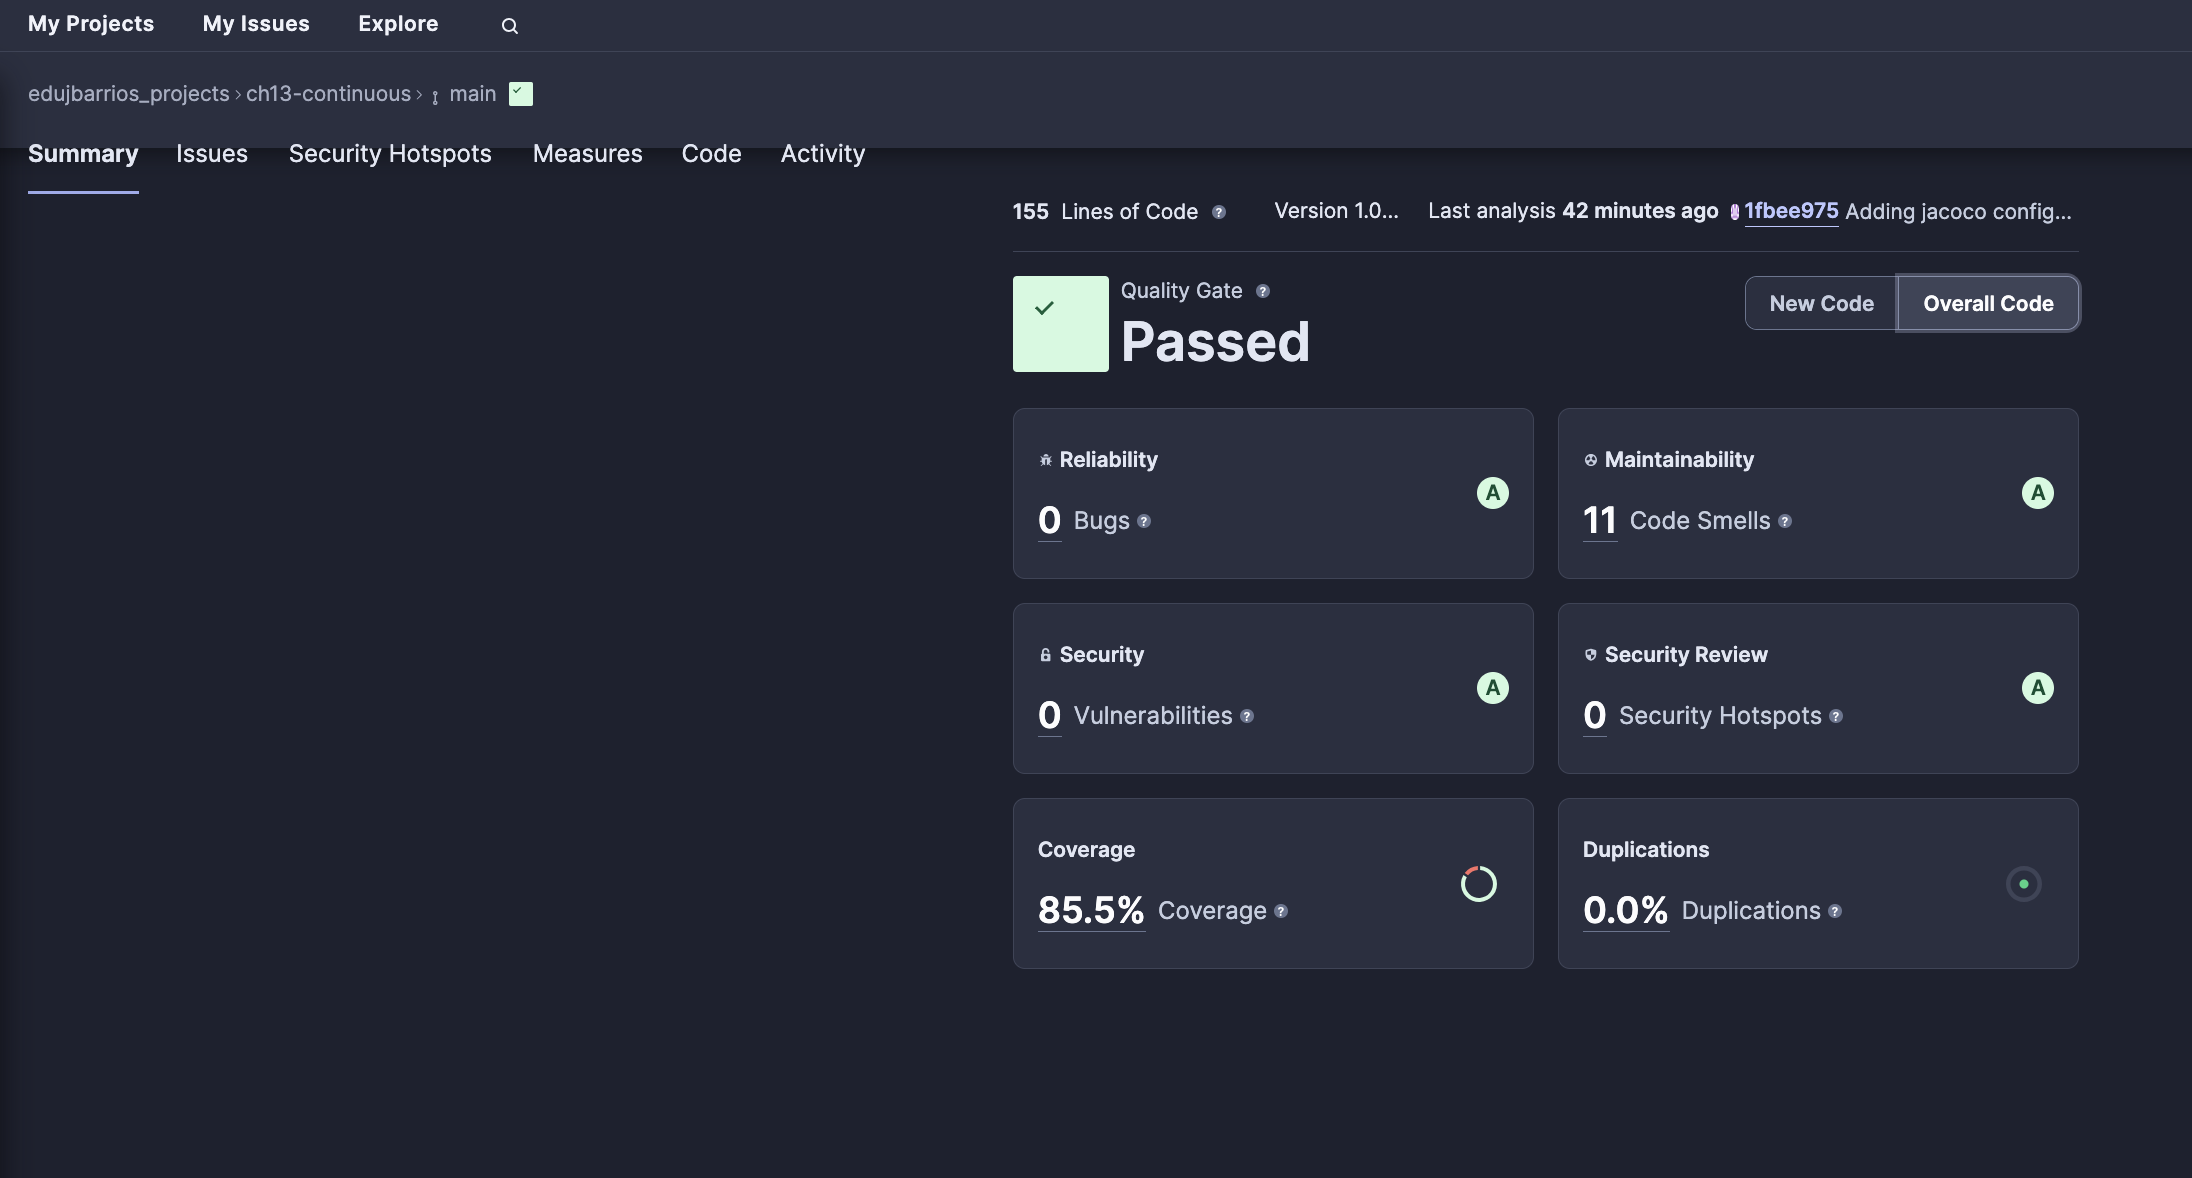 My Projects My Issues Explore
edujbarrios_projects › ch13-continuous › main
Summary Issues Security Hotspots Measures Code Activity
155 Lines of Code ? Version 1.0... Last analysis 42 minutes ago 1fbee975 Adding jacoco config...
Quality Gate ?
Passed
New Code Overall Code
Reliability
0 Bugs ?
A
Maintainability
11 Code Smells ?
A
Security
0 Vulnerabilities ?
A
Security Review
0 Security Hotspots ?
A
Coverage
85.5% Coverage ?
Duplications
0.0% Duplications ?